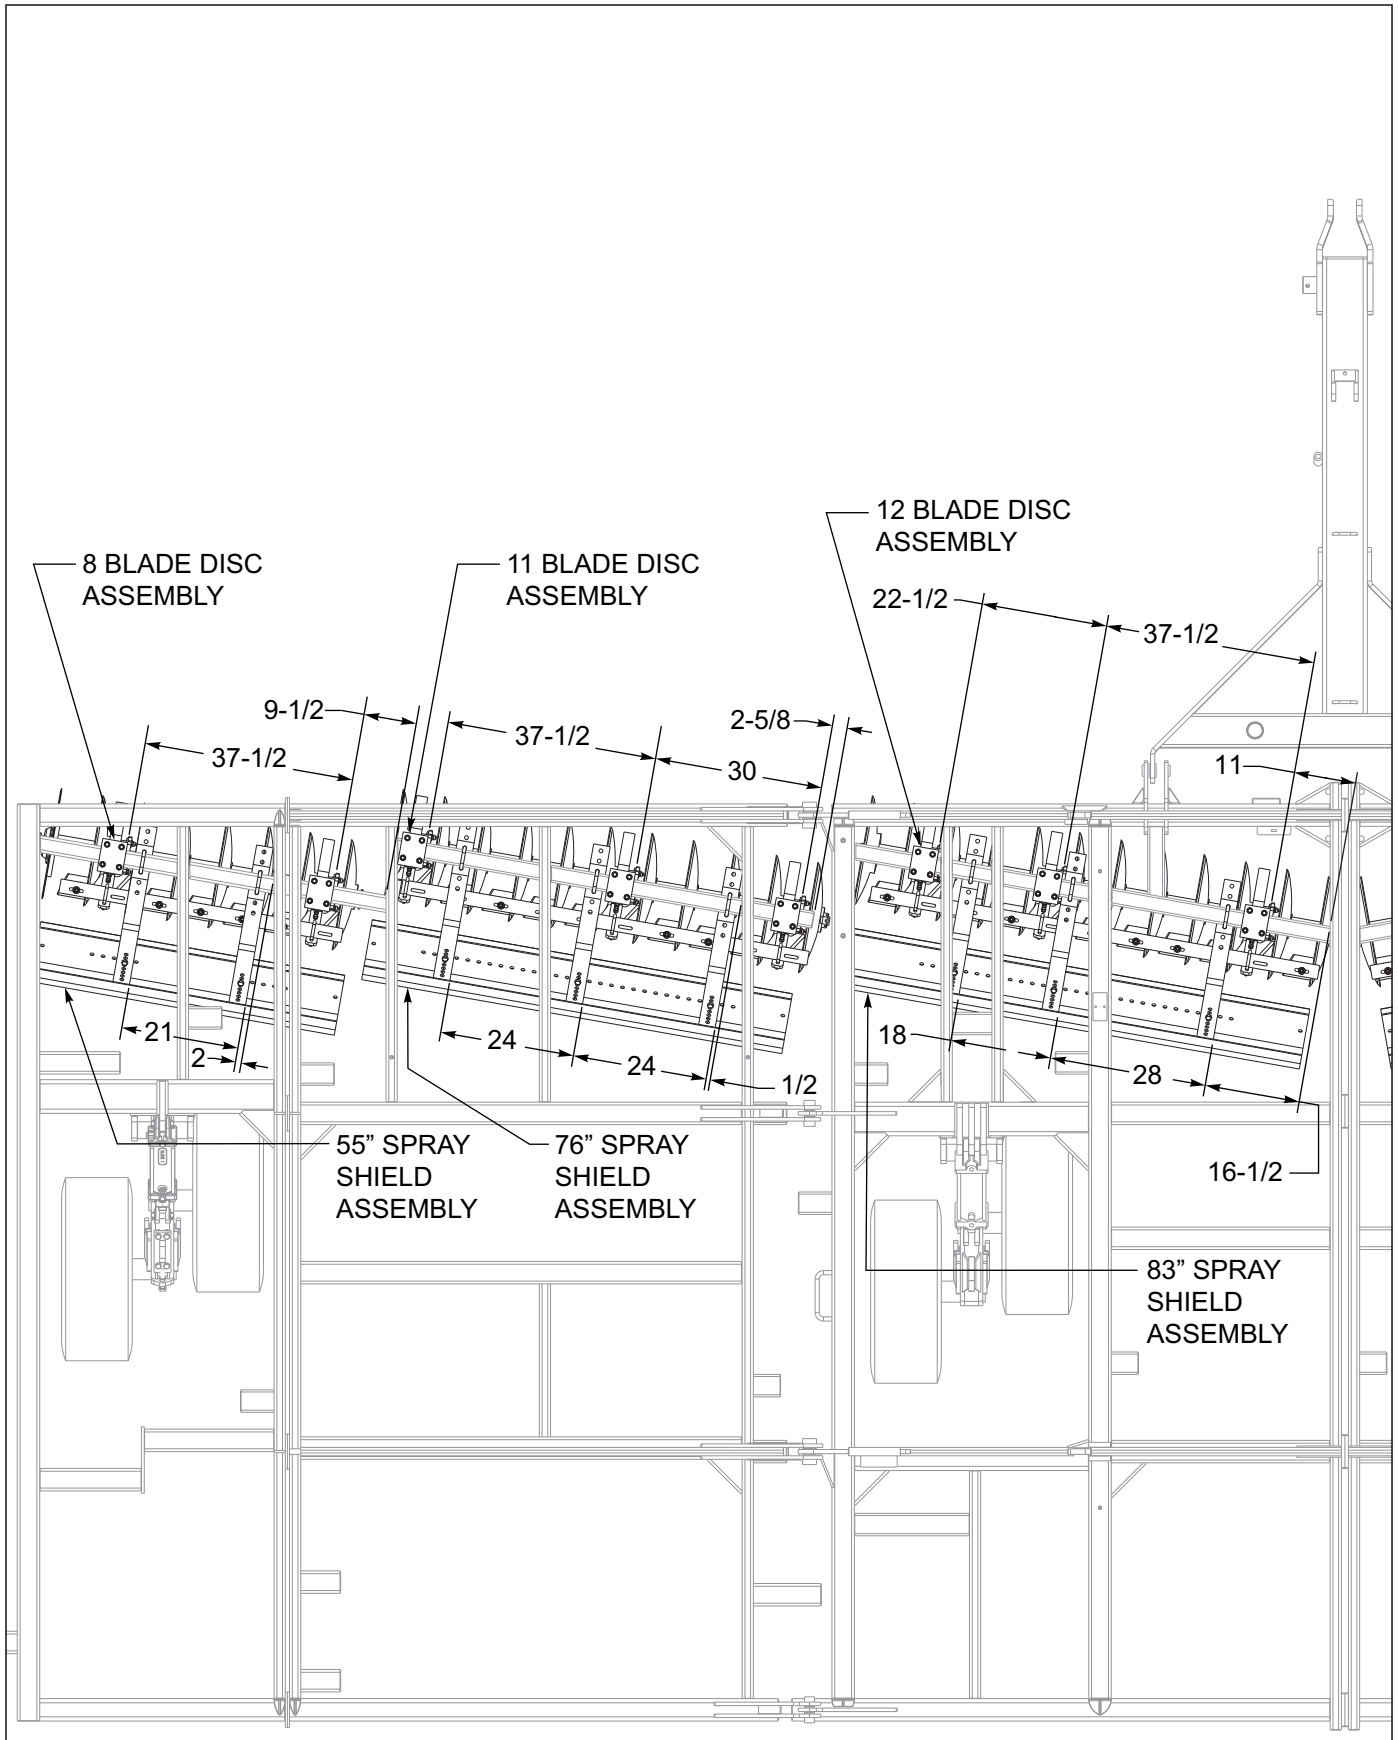 12 BLADE DISC
ASSEMBLY
8 BLADE DISC
ASSEMBLY
11 BLADE DISC
ASSEMBLY
22-1/2
37-1/2
9-1/2
37-1/2
37-1/2
2-5/8
30
11
21
2
24
24
1/2
18
28
16-1/2
55” SPRAY
SHIELD
ASSEMBLY
76” SPRAY
SHIELD
ASSEMBLY
83” SPRAY
SHIELD
ASSEMBLY